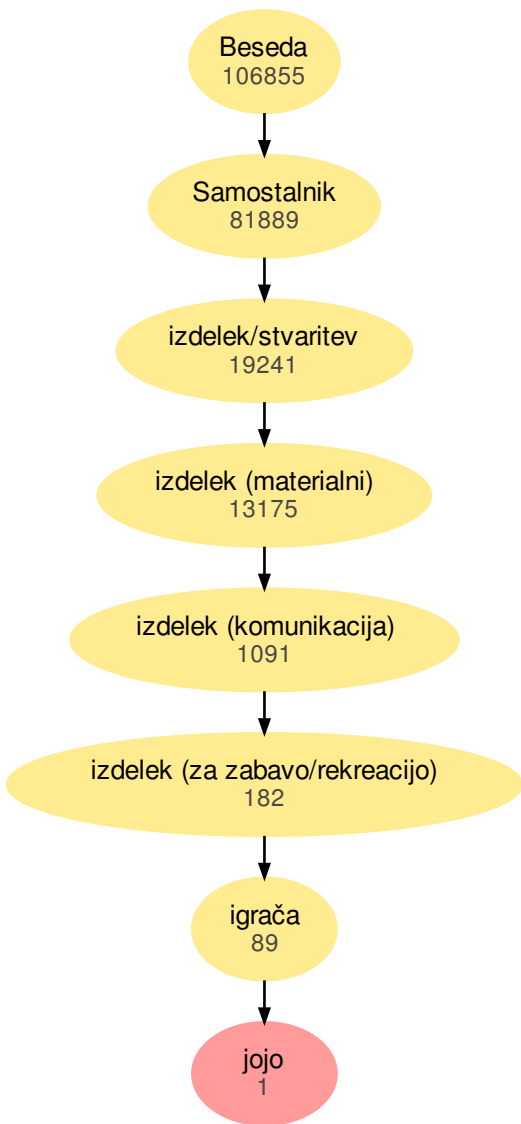 Beseda
106855
Samostalnik
81889
izdelek/stvaritev
19241
izdelek (materialni)
13175
izdelek (komunikacija)
1091
izdelek (za zabavo/rekreacijo)
182
igrača
89
jojo
1